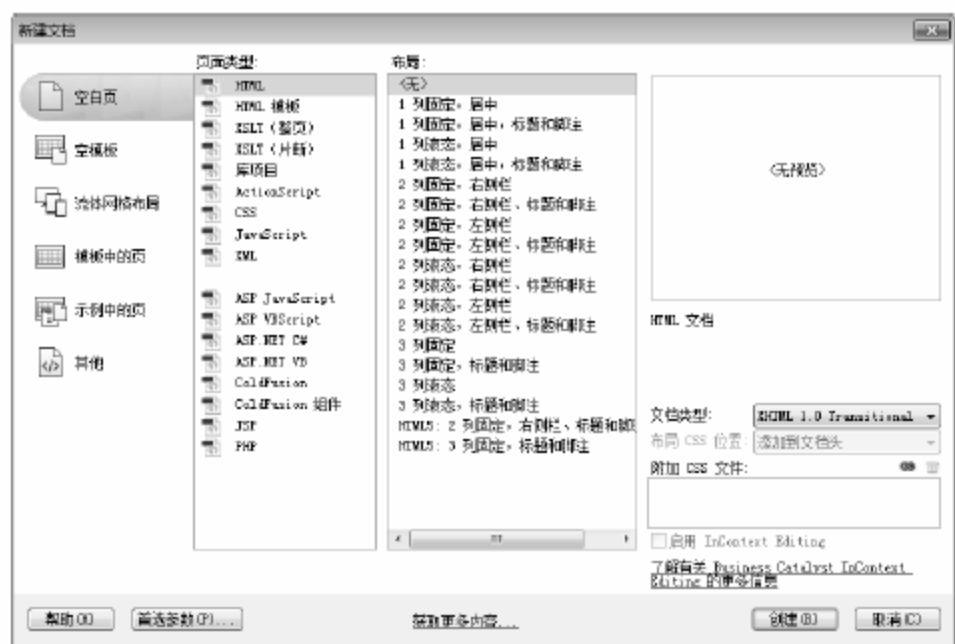 新建文档
页面类型:
布局:
空白页
空模板
流体网格布局
模板中的页
示例中的页
其他
HTML
HTML 模板
XSLT（整页）
XSLT（片断）
库项目
ActionScript
CSS
JavaScript
XML
ASP JavaScript
ASP VBScript
ASP.NET C#
ASP.NET VB
ColdFusion
ColdFusion 组件
JSP
PHP
<无>
1 列固定，居中
1 列固定，居中，标题和脚注
1 列液态，居中
1 列液态，居中，标题和脚注
2 列固定，右侧栏
2 列固定，右侧栏、标题和脚注
2 列固定，左侧栏
2 列固定，左侧栏、标题和脚注
2 列液态，右侧栏
2 列液态，右侧栏、标题和脚注
2 列液态，左侧栏
2 列液态，左侧栏、标题和脚注
3 列固定
3 列固定，标题和脚注
3 列液态
3 列液态，标题和脚注
HTML5: 2 列固定，右侧栏、标题和脚
HTML5: 3 列固定，标题和脚注
<无预览>
HTML 文档
文档类型: XHTML 1.0 Transitional
布局 CSS 位置: 添加到文档头
附加 CSS 文件:
启用 InContext Editing
了解有关 Business Catalyst InContext
Editing 的更多信息
帮助(H)
首选参数(P)...
获取更多内容...
创建(R)
取消(C)